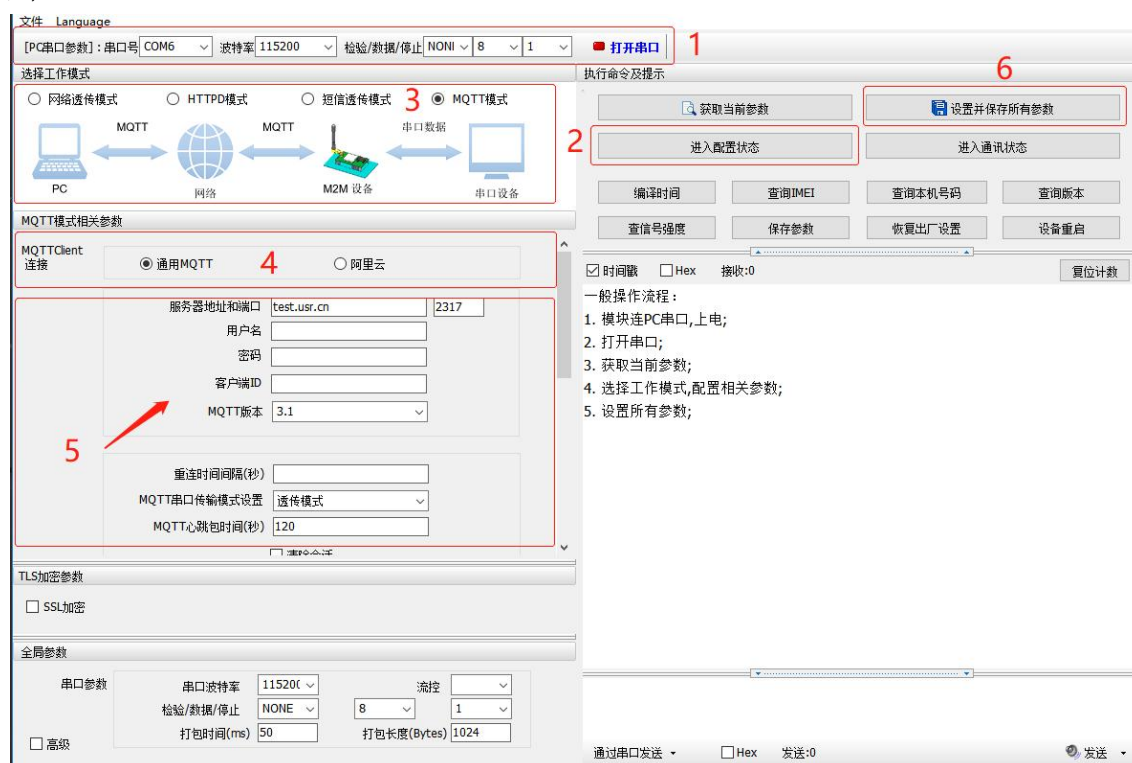 文件 Language
[PC串口参数]:串口号 COM6 波特率 115200 检验/数据/停止 NONI 8 1 打开串口 1
选择工作模式
网络透传模式 HTTPD模式 短信透传模式 3 MQTT模式
MQTT MQTT 串口数据
PC 网络 M2M 设备 串口设备
MQTT模式相关参数
MQTTClient
连接 通用MQTT 4 阿里云
服务器地址和端口 test.usr.cn 2317
用户名
密码
客户端ID
MQTT版本 3.1
5
重连时间间隔(秒)
MQTT串口传输模式设置 透传模式
MQTT心跳包时间(秒) 120
TLS加密参数
SSL加密
全局参数
串口参数 串口波特率 115200 流控
检验/数据/停止 NONE 8 1
打包时间(ms) 50 打包长度(Bytes) 1024
高级
执行命令及提示 6
获取当前参数 设置并保存所有参数
2 进入配置状态 进入通讯状态
编译时间 查询IMEI 查询本机号码 查询版本
查信号强度 保存参数 恢复出厂设置 设备重启
时间戳 Hex 接收:0 复位计数
一般操作流程:
1. 模块连PC串口,上电;
2. 打开串口;
3. 获取当前参数;
4. 选择工作模式,配置相关参数;
5. 设置所有参数;
通过串口发送 Hex 发送:0 发送